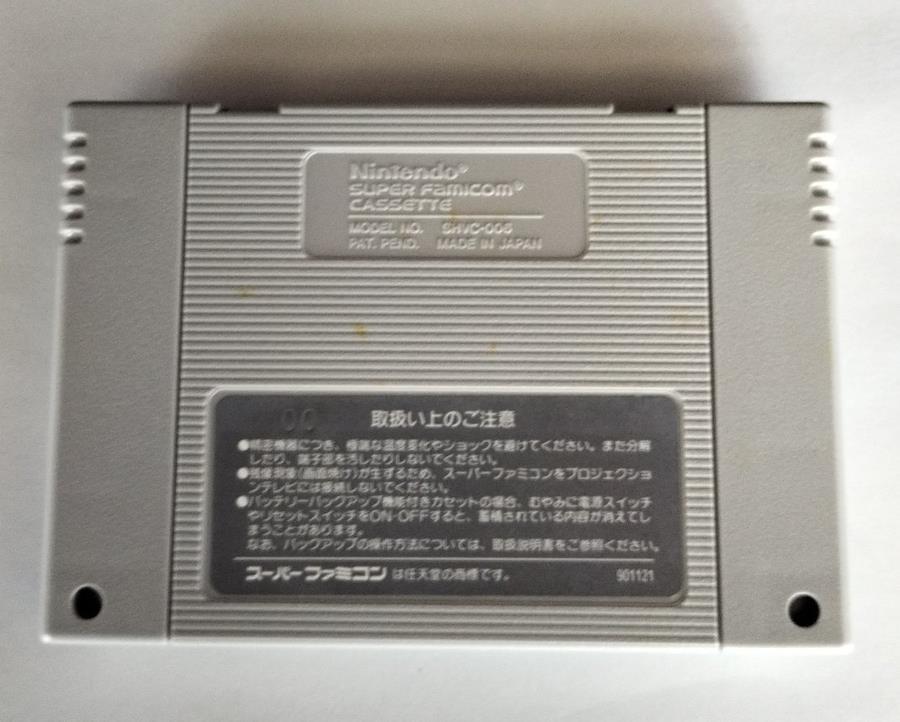 Nintendo®
SUPER FAMICOM®
CASSETTE
MODEL NO. SHVC-006
PAT. PEND. MADE IN JAPAN
00
取扱い上のご注意
●精密機器につき、極端な温度変化やショックを避けてください。また分解
したり、端子部を汚したりしないでください。
●残像現象(画面焼け)が生ずるため、スーパーファミコンをプロジェクショ
ンテレビには接続しないでください。
●バッテリーバックアップ機能付きカセットの場合、むやみに電源スイッチ
やリセットスイッチをON-OFFすると、蓄積されている内容が消えてし
まうことがあります。
なお、バックアップの操作方法については、取扱説明書をご参照ください。
スーパーファミコン は任天堂の商標です。 901121